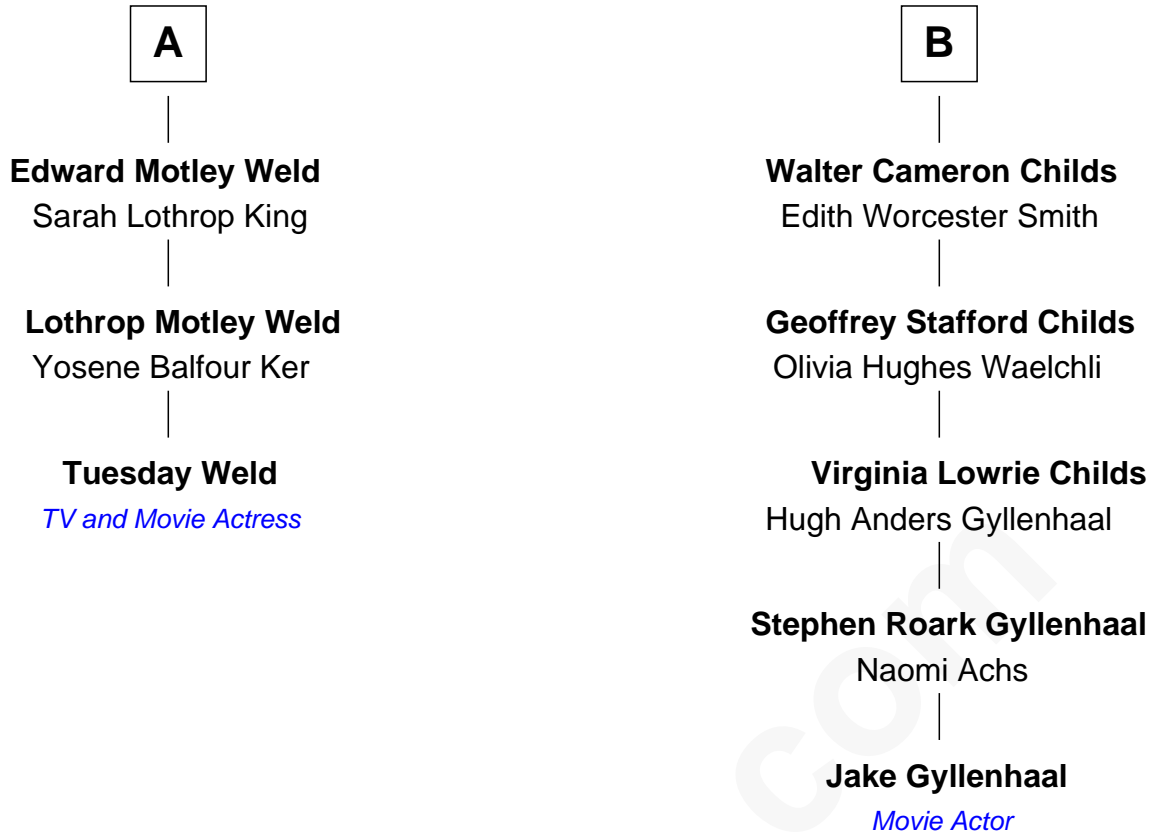 A
Edward Motley Weld
Sarah Lothrop King
Lothrop Motley Weld
Yosene Balfour Ker
Tuesday Weld
TV and Movie Actress
B
Walter Cameron Childs
Edith Worcester Smith
Geoffrey Stafford Childs
Olivia Hughes Waelchli
Virginia Lowrie Childs
Hugh Anders Gyllenhaal
Stephen Roark Gyllenhaal
Naomi Achs
Jake Gyllenhaal
Movie Actor
com